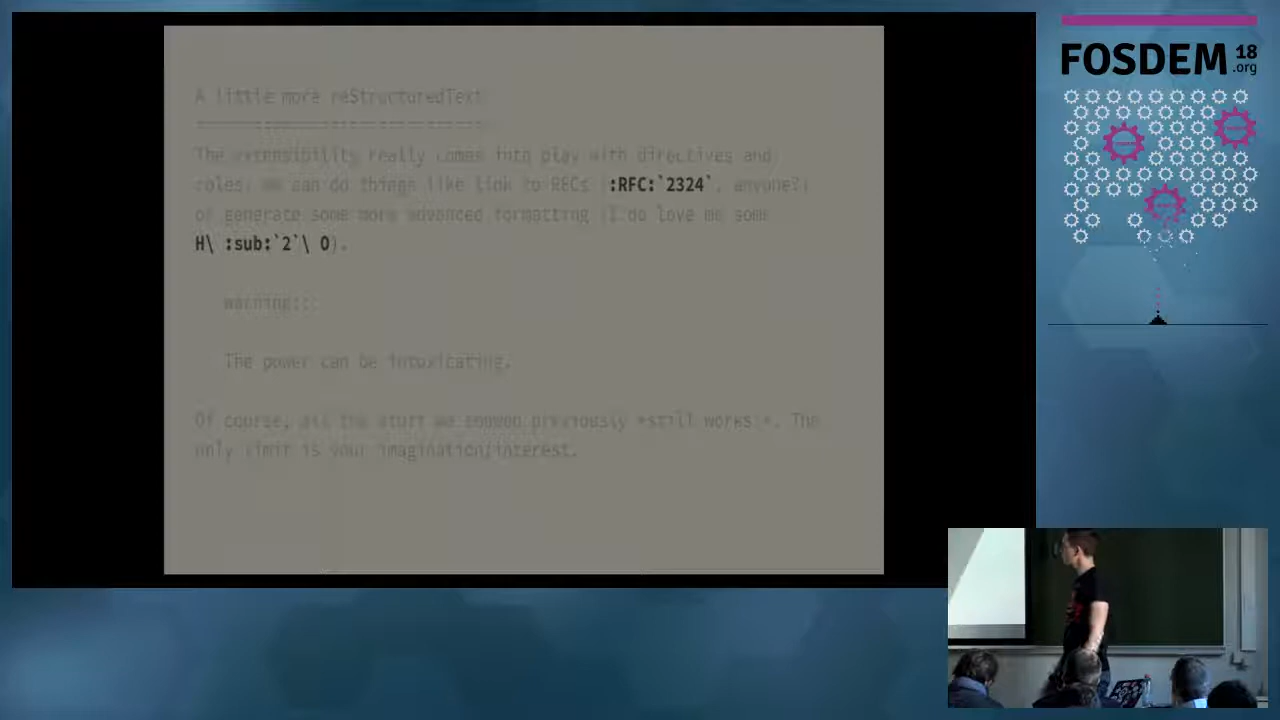 A little more reStructuredText
==============================
The extensibility really comes into play with directives and
roles. We can do things like link to RFCs (:RFC:`2324`, anyone?)
or generate some more advanced formatting (I do love me some
H\ :sub:`2`\ O).
warning::
The power can be intoxicating.
Of course, all the stuff we showed previously *still works!*. The
only limit is your imagination/interest.
FOSDEM 18
.org